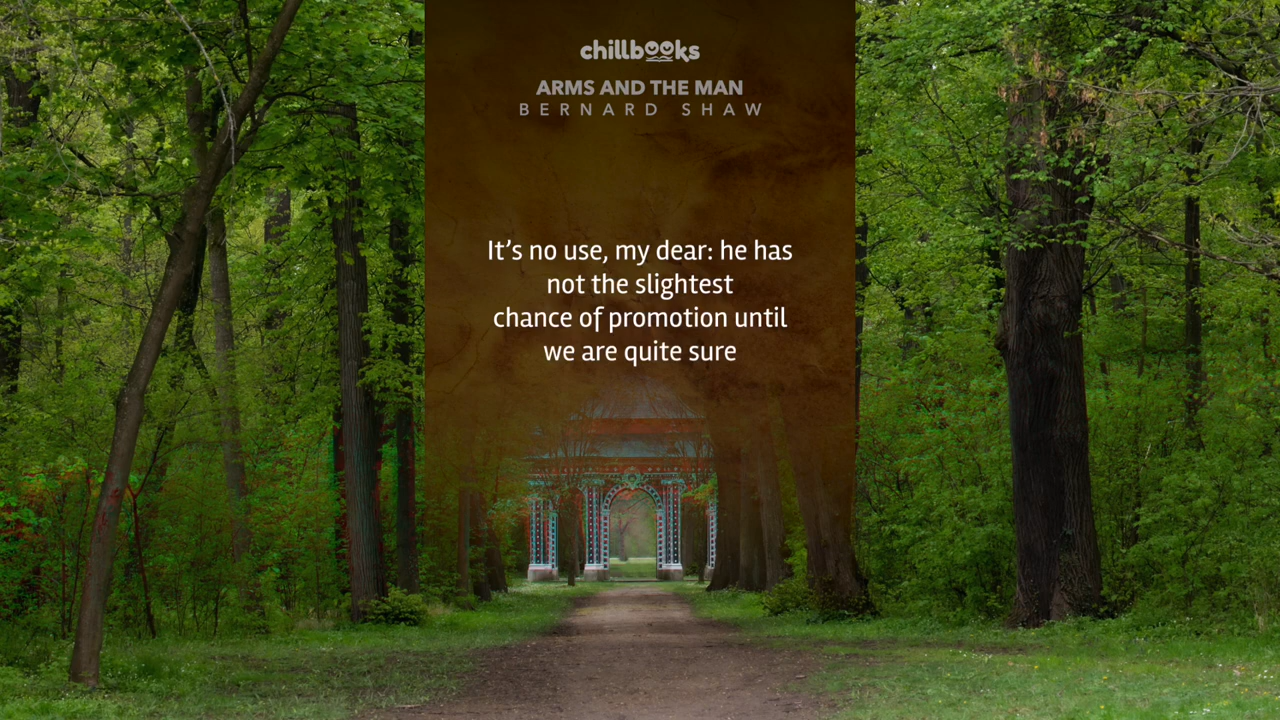 chillbooks
ARMS AND THE MAN
BERNARD SHAW
It’s no use, my dear: he has
not the slightest
chance of promotion until
we are quite sure